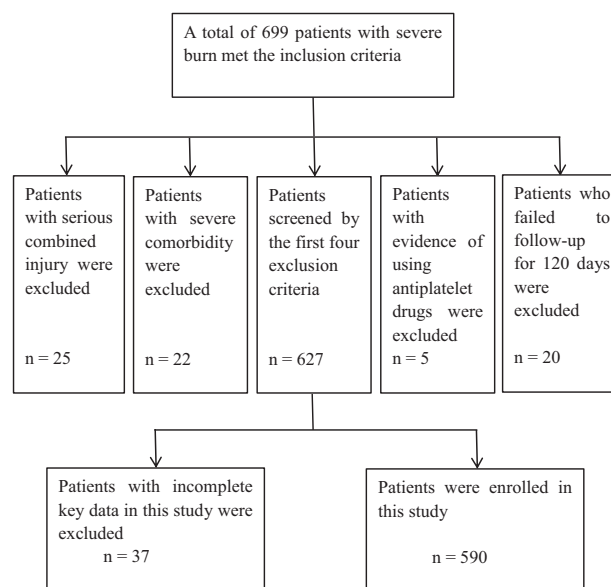 A total of 699 patients with severe
burn met the inclusion criteria
Patients
with serious
combined
injury were
excluded
n = 25
Patients
with severe
comorbidity
were
excluded
n = 22
Patients
screened by
the first four
exclusion
criteria
n = 627
Patients
with
evidence of
using
antiplatelet
drugs were
excluded
n = 5
Patients who
failed to
follow-up
for 120 days
were
excluded
n = 20
Patients with incomplete
key data in this study were
excluded
n = 37
Patients were enrolled in
this study
n = 590